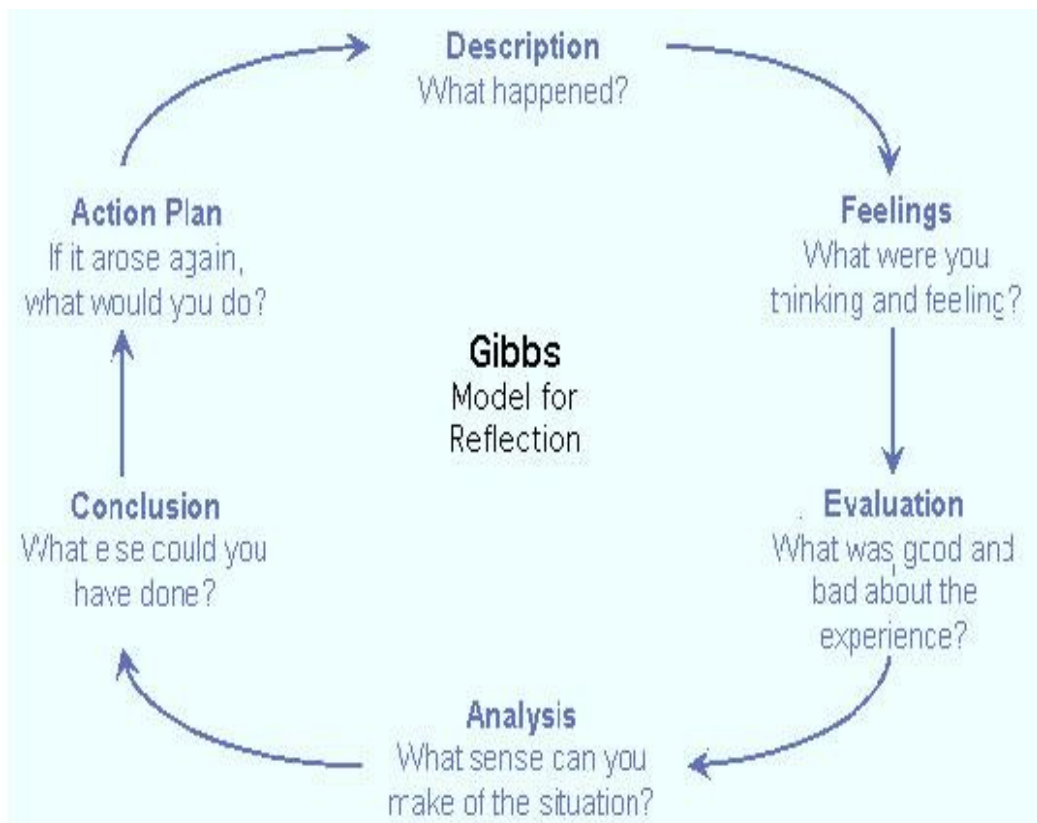 Description
What happened?
Feelings
What were you
thinking and feeling?
Evaluation
What was good and
bad about the
experience?
Analysis
What sense can you
make of the situation?
Conclusion
What else could you
have done?
Action Plan
If it arose again,
what would you do?
Gibbs
Model for
Reflection